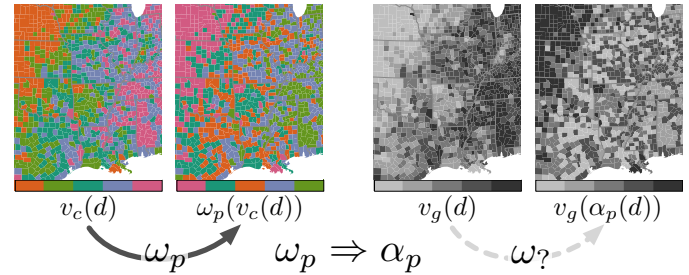 v_c(d) ω_p(v_c(d)) v_g(d) v_g(α_p(d))
ω_p ω_p ⇒ α_p ω_?